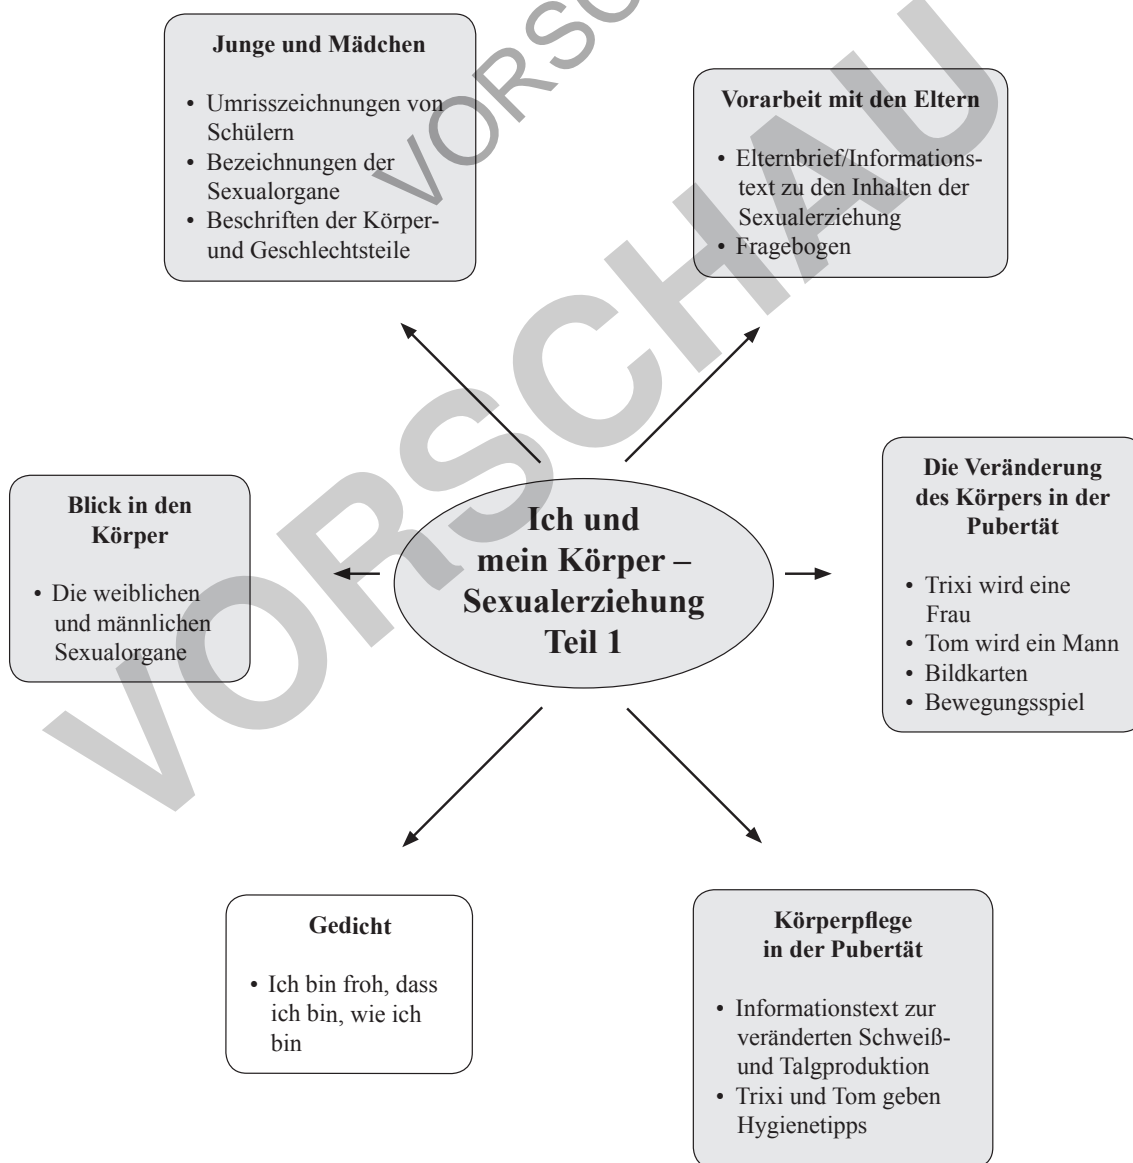 Junge und Mädchen
• Umrisszeichnungen von
Schülern
• Bezeichnungen der
Sexualorgane
• Beschriften der Körper-
und Geschlechtsteile
Vorarbeit mit den Eltern
• Elternbrief/Informations-
text zu den Inhalten der
Sexualerziehung
• Fragebogen
Blick in den
Körper
• Die weiblichen
und männlichen
Sexualorgane
Ich und
mein Körper –
Sexualerziehung
Teil 1
Die Veränderung
des Körpers in der
Pubertät
• Trixi wird eine
Frau
• Tom wird ein Mann
• Bildkarten
• Bewegungsspiel
Gedicht
• Ich bin froh, dass
ich bin, wie ich
bin
Körperpflege
in der Pubertät
• Informationstext zur
veränderten Schweiß-
und Talgproduktion
• Trixi und Tom geben
Hygienetipps
VORSCHAU